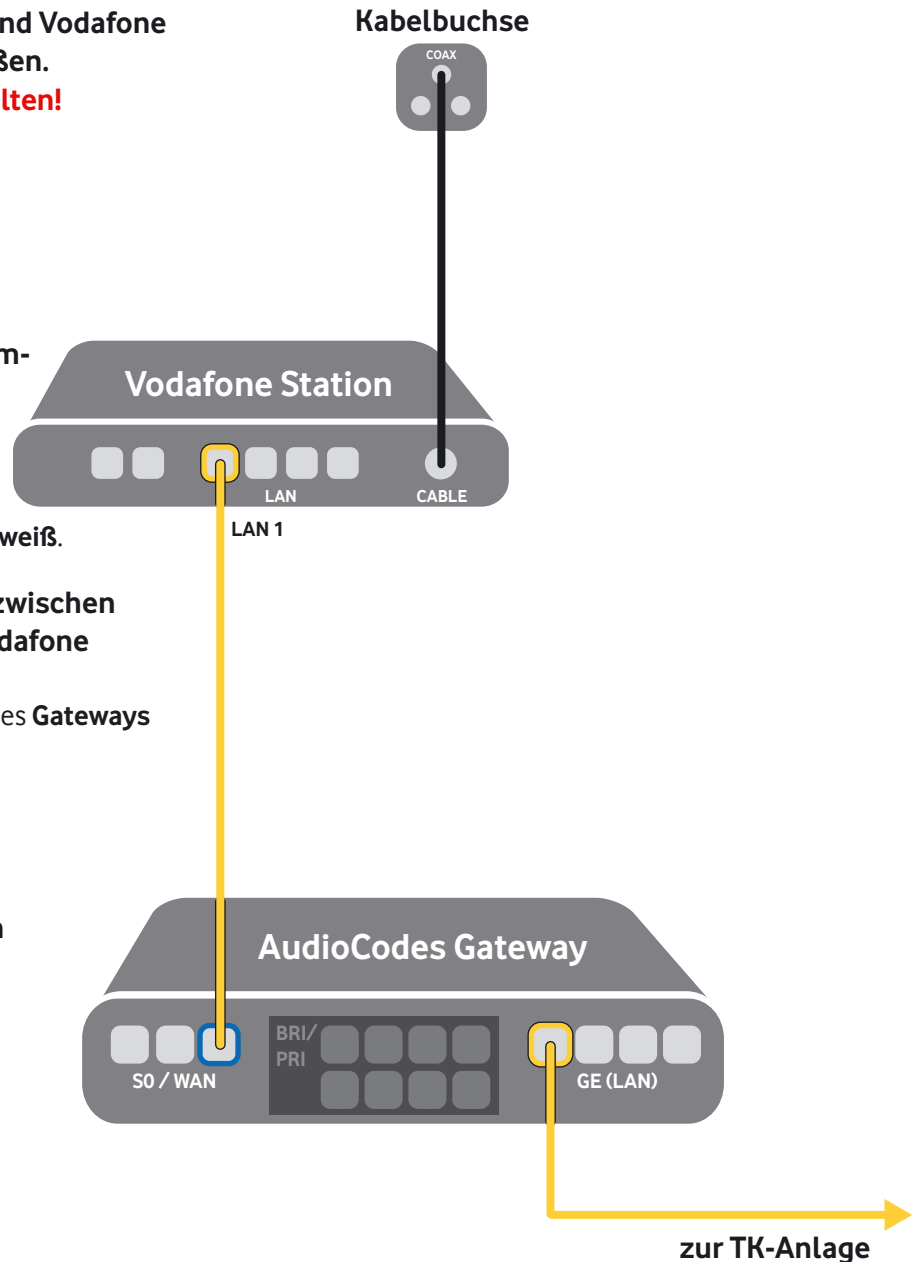 nd Vodafone
ßen.
lten!
Kabelbuchse
COAX
m-
Vodafone Station
LAN
CABLE
LAN 1
weiß.
zwischen
dafone
es Gateways
n
AudioCodes Gateway
BRI/
PRI
S0 / WAN
GE (LAN)
zur TK-Anlage